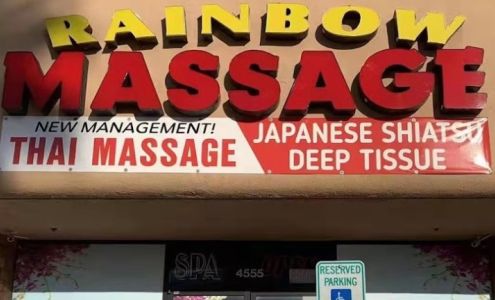 RAINBOW
MASSAGE
NEW MANAGEMENT!
THAI MASSAGE
JAPANESE SHIATSU
DEEP TISSUE
SPA
4555
RESERVED
PARKING